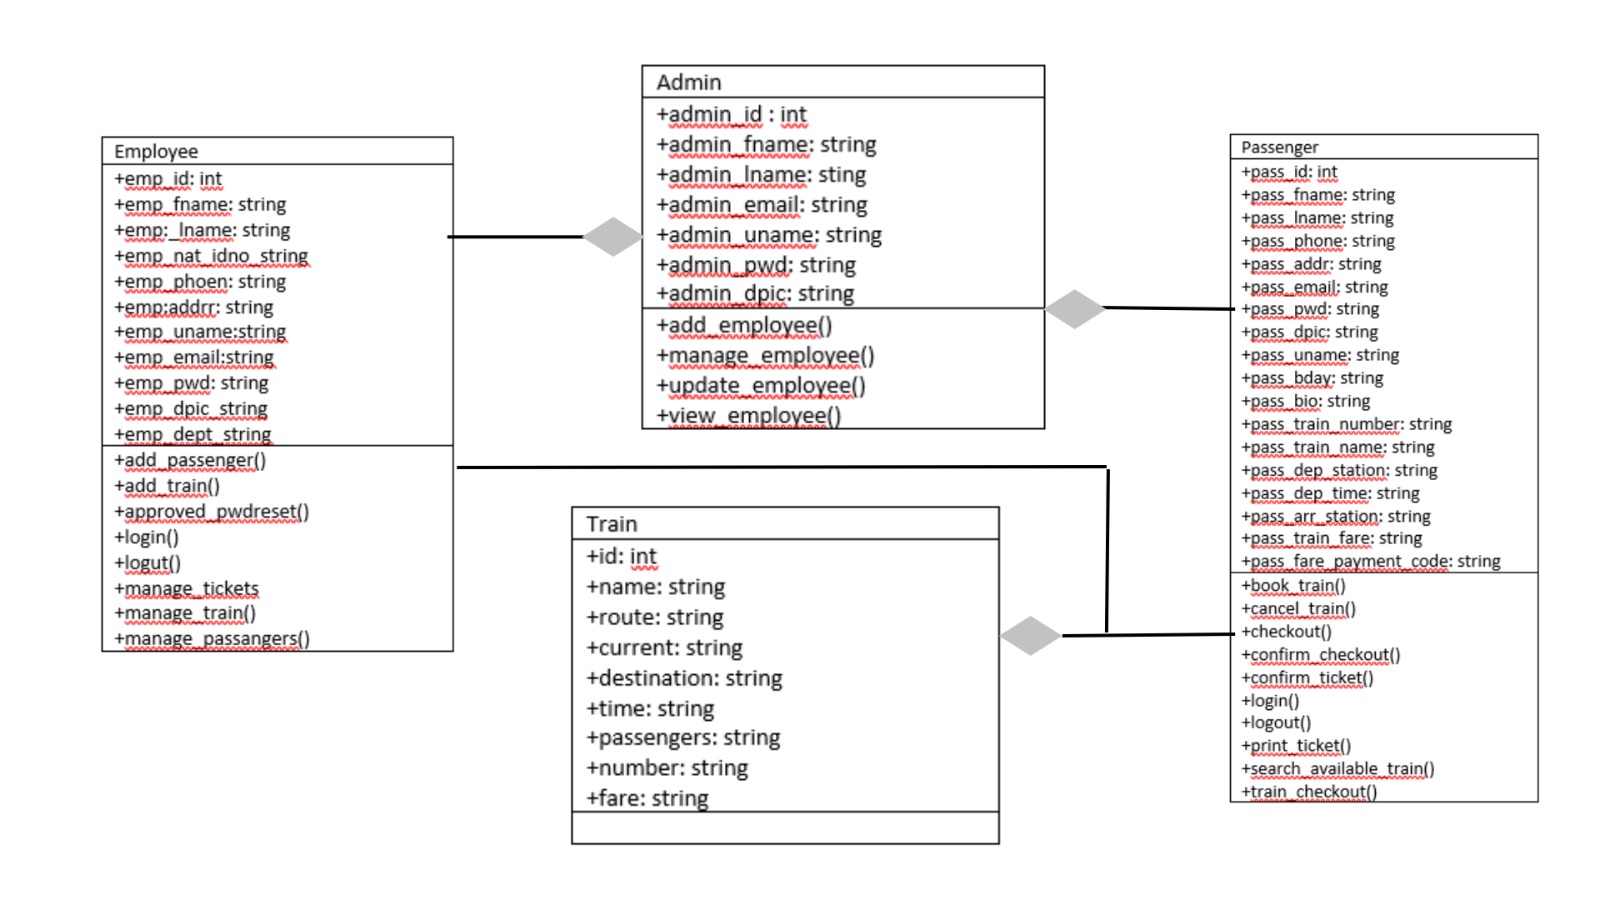 Employee
+emp_id: int
+emp_fname: string
+emp:_lname: string
+emp_nat_idno_string
+emp_phoen: string
+emp:addrr: string
+emp_uname:string
+emp_email:string
+emp_pwd: string
+emp_dpic_string
+emp_dept_string
+add_passenger()
+add_train()
+approved_pwdreset()
+login()
+logut()
+manage_tickets
+manage_train()
+manage_passangers()
Admin
+admin_id : int
+admin_fname: string
+admin_lname: sting
+admin_email: string
+admin_uname: string
+admin_pwd: string
+admin_dpic: string
+add_employee()
+manage_employee()
+update_employee()
+view_employee()
Train
+id: int
+name: string
+route: string
+current: string
+destination: string
+time: string
+passengers: string
+number: string
+fare: string
Passenger
+pass_id: int
+pass_fname: string
+pass_lname: string
+pass_phone: string
+pass_addr: string
+pass_email: string
+pass_pwd: string
+pass_dpic: string
+pass_uname: string
+pass_bday: string
+pass_bio: string
+pass_train_number: string
+pass_train_name: string
+pass_dep_station: string
+pass_dep_time: string
+pass_arr_station: string
+pass_train_fare: string
+pass_fare_payment_code: string
+book_train()
+cancel_train()
+checkout()
+confirm_checkout()
+confirm_ticket()
+login()
+logout()
+print_ticket()
+search_available_train()
+train_checkout()